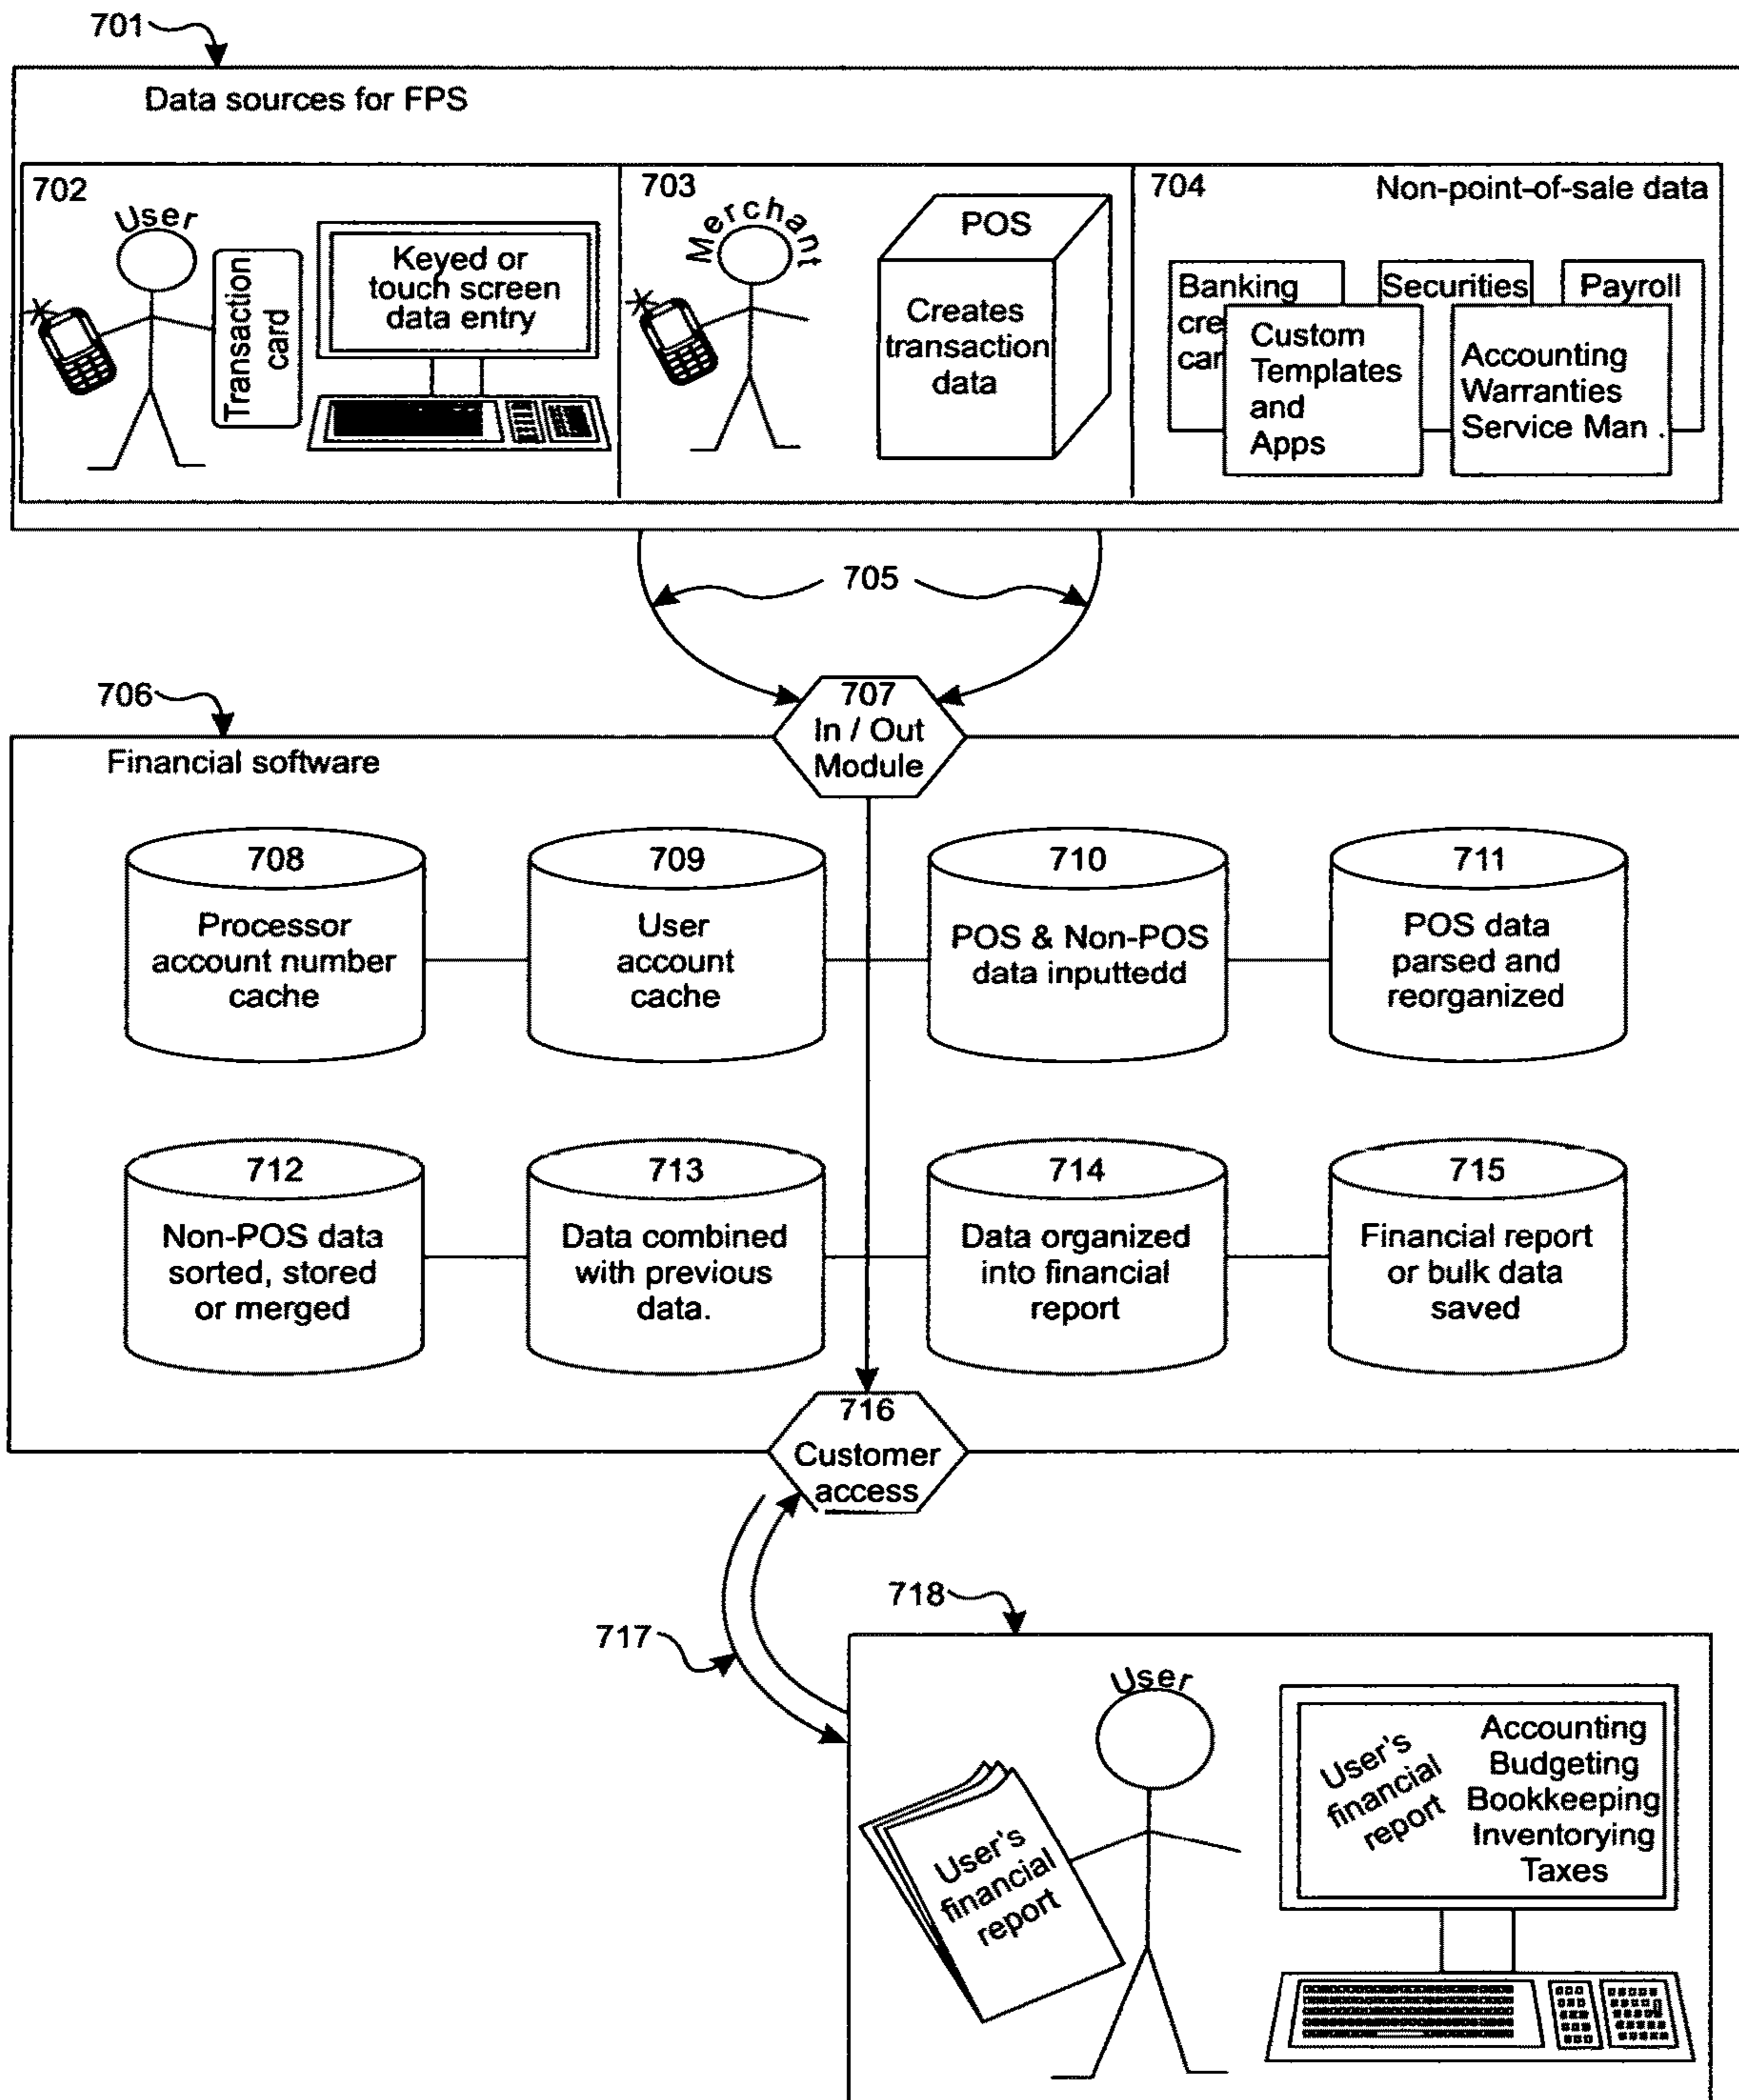 701
Data sources for FPS
702
User
Transaction
card
Keyed or
touch screen
data entry
703
Merchant
POS
Creates
transaction
data
704
Non-point-of-sale data
Banking
cre
car
Securities
Payroll
Custom
Templates
and
Apps
Accounting
Warranties
Service Man .
705
706
707
In / Out
Module
Financial software
708
Processor
account number
cache
709
User
account
cache
710
POS & Non-POS
data inputtedd
711
POS data
parsed and
reorganized
712
Non-POS data
sorted, stored
or merged
713
Data combined
with previous
data.
714
Data organized
into financial
report
715
Financial report
or bulk data
saved
716
Customer
access
717
718
User
User's
financial
report
User's
financial
report
Accounting
Budgeting
Bookkeeping
Inventorying
Taxes